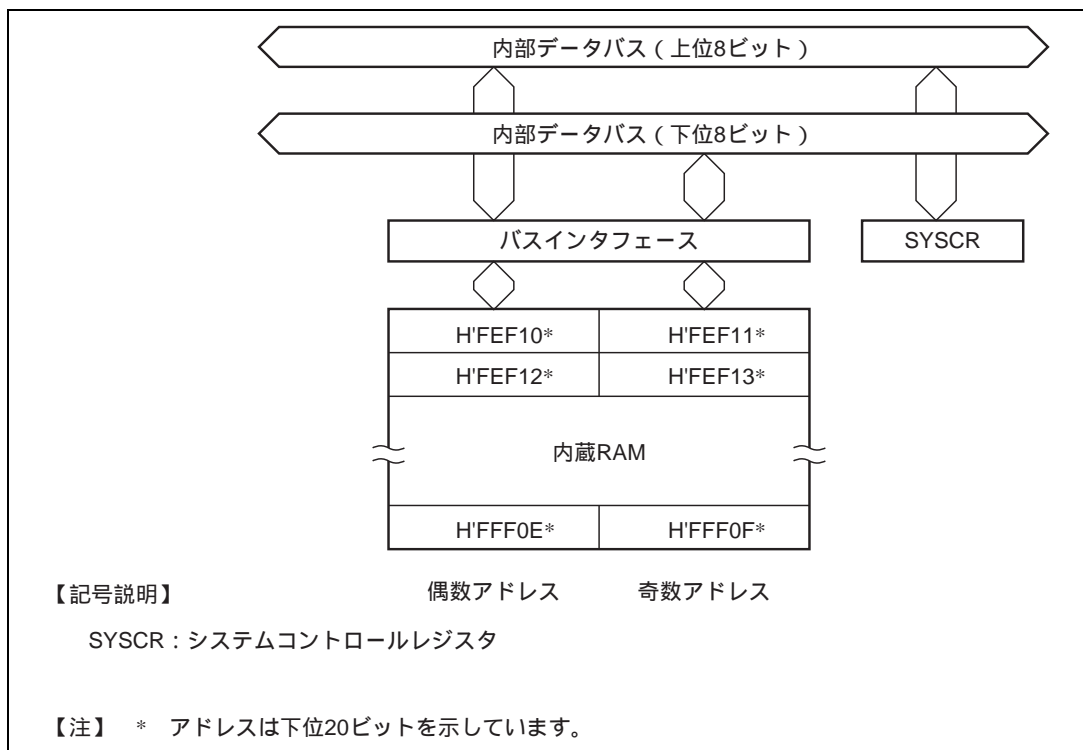 内部データバス（上位8ビット）
内部データバス（下位8ビット）
バスインタフェース
SYSCR
H'FEF10* H'FEF11*
H'FEF12* H'FEF13*
内蔵RAM
H'FFF0E* H'FFF0F*
偶数アドレス 奇数アドレス
【記号説明】
SYSCR：システムコントロールレジスタ
【注】 * アドレスは下位20ビットを示しています。